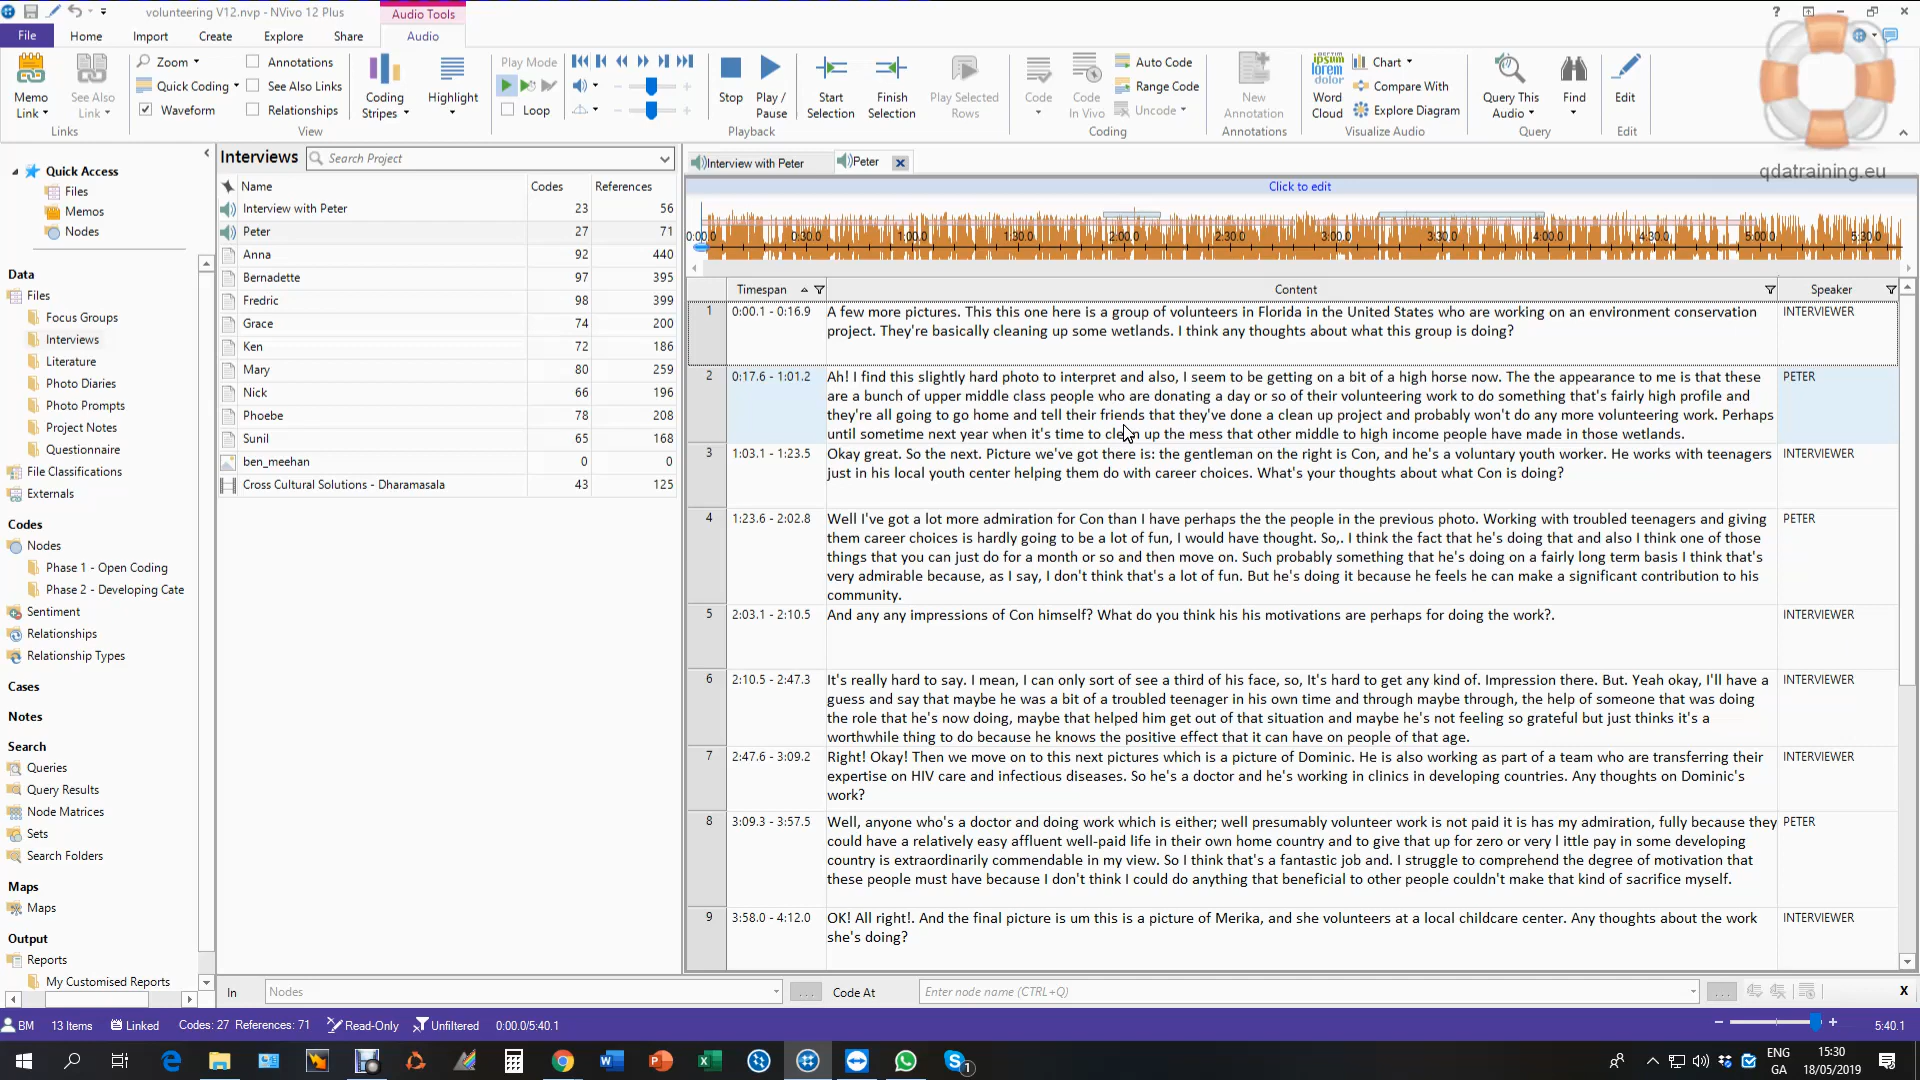 volunteering V12.nvp - NVivo 12 Plus
Audio Tools
File
Home
Import
Create
Explore
Share
Audio
Memo Link
See Also Link
Links
Zoom
Quick Coding
Waveform
Annotations
See Also Links
Relationships
View
Coding Stripes
Highlight
Play Mode
Loop
Stop
Play / Pause
Start Selection
Finish Selection
Play Selected Rows
Playback
Code
Code In Vivo
Auto Code
Range Code
Uncode
Coding
New Annotation
Annotations
ipsum lorem dolor
Word Cloud
Chart
Compare With
Explore Diagram
Visualize Audio
Query This Audio
Find
Query
Edit
Edit
qdatraining.eu
Quick Access
Files
Memos
Nodes
Data
Files
Focus Groups
Interviews
Literature
Photo Diaries
Photo Prompts
Project Notes
Questionnaire
File Classifications
Externals
Codes
Nodes
Phase 1 - Open Coding
Phase 2 - Developing Cate
Sentiment
Relationships
Relationship Types
Cases
Notes
Search
Queries
Query Results
Node Matrices
Sets
Search Folders
Maps
Maps
Output
Reports
My Customised Reports
Interviews
Search Project
Name Codes References
Interview with Peter 23 56
Peter 27 71
Anna 92 440
Bernadette 97 395
Fredric 98 399
Grace 74 200
Ken 72 186
Mary 80 259
Nick 66 196
Phoebe 78 208
Sunil 65 168
ben_meehan 0 0
Cross Cultural Solutions - Dharamasala 43 125
Interview with Peter
Peter
Click to edit
0:00.0 0:30.0 1:00.0 1:30.0 2:00.0 2:30.0 3:00.0 3:30.0 4:00.0 4:30.0 5:00.0 5:30.0
Timespan Content Speaker
1 0:00.1 - 0:16.9 A few more pictures. This this one here is a group of volunteers in Florida in the United States who are working on an environment conservation INTERVIEWER
project. They're basically cleaning up some wetlands. I think any thoughts about what this group is doing?
2 0:17.6 - 1:01.2 Ah! I find this slightly hard photo to interpret and also, I seem to be getting on a bit of a high horse now. The the appearance to me is that these PETER
are a bunch of upper middle class people who are donating a day or so of their volunteering work to do something that's fairly high profile and
they're all going to go home and tell their friends that they've done a clean up project and probably won't do any more volunteering work. Perhaps
until sometime next year when it's time to clean up the mess that other middle to high income people have made in those wetlands.
3 1:03.1 - 1:23.5 Okay great. So the next. Picture we've got there is: the gentleman on the right is Con, and he's a voluntary youth worker. He works with teenagers INTERVIEWER
just in his local youth center helping them do with career choices. What's your thoughts about what Con is doing?
4 1:23.6 - 2:02.8 Well I've got a lot more admiration for Con than I have perhaps the the people in the previous photo. Working with troubled teenagers and giving PETER
them career choices is hardly going to be a lot of fun, I would have thought. So,. I think the fact that he's doing that and also I think one of those
things that you can just do for a month or so and then move on. Such probably something that he's doing on a fairly long term basis I think that's
very admirable because, as I say, I don't think that's a lot of fun. But he's doing it because he feels he can make a significant contribution to his
community.
5 2:03.1 - 2:10.5 And any any impressions of Con himself? What do you think his his motivations are perhaps for doing the work?. INTERVIEWER
6 2:10.5 - 2:47.3 It's really hard to say. I mean, I can only sort of see a third of his face, so, It's hard to get any kind of. Impression there. But. Yeah okay, I'll have a INTERVIEWER
guess and say that maybe he was a bit of a troubled teenager in his own time and through maybe through, the help of someone that was doing
the role that he's now doing, maybe that helped him get out of that situation and maybe he's not feeling so grateful but just thinks it's a
worthwhile thing to do because he knows the positive effect that it can have on people of that age.
7 2:47.6 - 3:09.2 Right! Okay! Then we move on to this next pictures which is a picture of Dominic. He is also working as part of a team who are transferring their INTERVIEWER
expertise on HIV care and infectious diseases. So he's a doctor and he's working in clinics in developing countries. Any thoughts on Dominic's
work?
8 3:09.3 - 3:57.5 Well, anyone who's a doctor and doing work which is either; well presumably volunteer work is not paid it is has my admiration, fully because they PETER
could have a relatively easy affluent well-paid life in their own home country and to give that up for zero or very l ittle pay in some developing
country is extraordinarily commendable in my view. So I think that's a fantastic job and. I struggle to comprehend the degree of motivation that
these people must have because I don't think I could do anything that beneficial to other people couldn't make that kind of sacrifice myself.
9 3:58.0 - 4:12.0 OK! All right!. And the final picture is um this is a picture of Merika, and she volunteers at a local childcare center. Any thoughts about the work INTERVIEWER
she's doing?
In Nodes ... Code At Enter node name (CTRL+Q) ... X
BM 13 Items Linked Codes: 27 References: 71 Read-Only Unfiltered 0:00.0/5:40.1 5:40.1
1
ENG
GA
15:30
18/05/2019